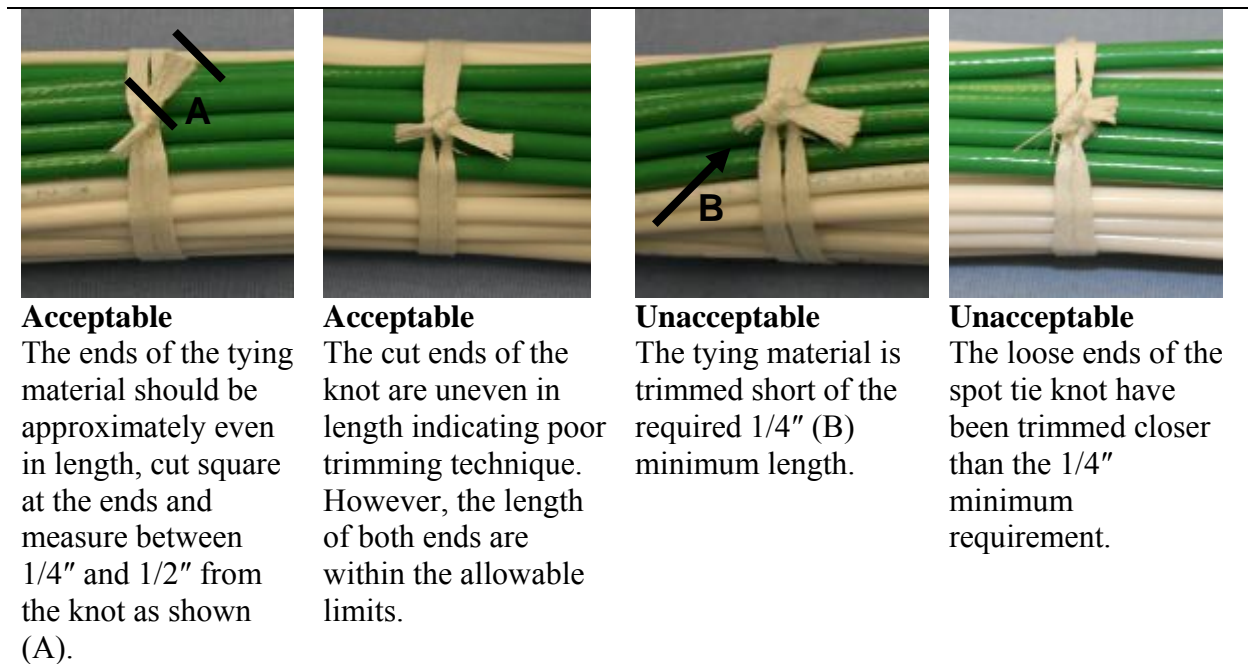 A
B
Acceptable
The ends of the tying
material should be
approximately even
in length, cut square
at the ends and
measure between
1/4″ and 1/2″ from
the knot as shown
(A).
Acceptable
The cut ends of the
knot are uneven in
length indicating poor
trimming technique.
However, the length
of both ends are
within the allowable
limits.
Unacceptable
The tying material is
trimmed short of the
required 1/4″ (B)
minimum length.
Unacceptable
The loose ends of the
spot tie knot have
been trimmed closer
than the 1/4″
minimum
requirement.